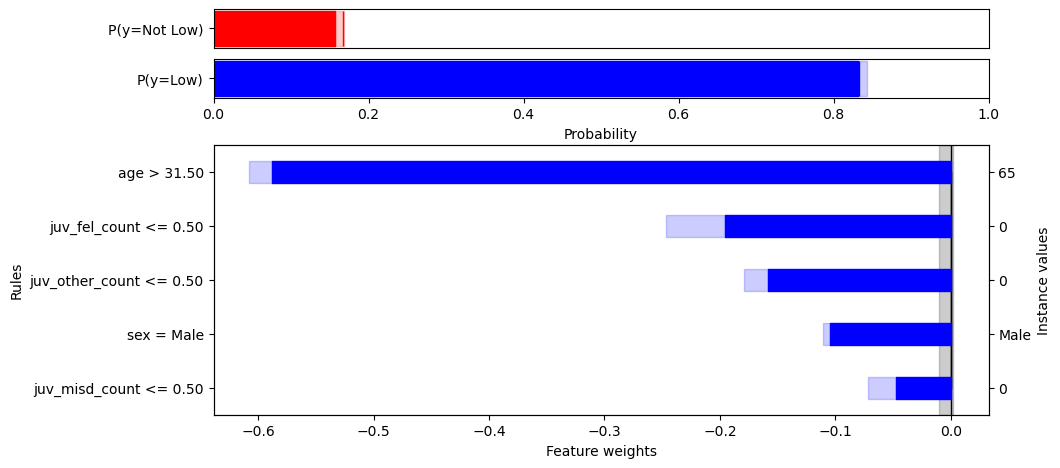 P(y=Not Low)
P(y=Low)
0.0 0.2 0.4 0.6 0.8 1.0
Probability
age > 31.50 65
juv_fel_count <= 0.50 0
juv_other_count <= 0.50 0
sex = Male Male
juv_misd_count <= 0.50 0
Rules
Instance values
−0.6 −0.5 −0.4 −0.3 −0.2 −0.1 0.0
Feature weights